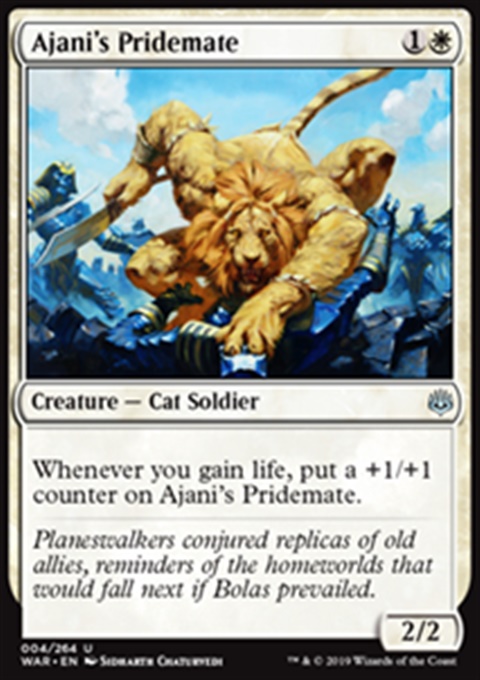 Ajani's Pridemate 1
Creature — Cat Soldier
Whenever you gain life, put a +1/+1
counter on Ajani's Pridemate.
Planeswalkers conjured replicas of old
allies, reminders of the homeworlds that
would fall next if Bolas prevailed.
2/2
004/264 U
WAR • EN Sidharth Chaturvedi
™ & © 2019 Wizards of the Coast